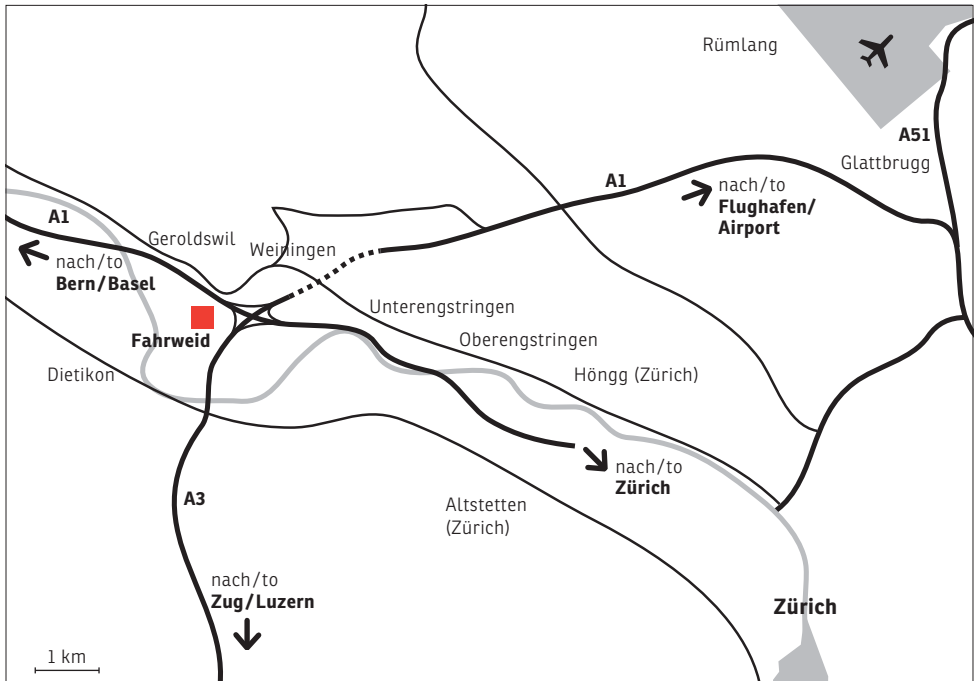 Rümlang
A51
Glattbrugg
A1
nach/to
Flughafen/
Airport
A1
Geroldswil
Weiningen
nach/to
Bern/Basel
Unterengstringen
Fahrweid
Oberengstringen
Dietikon
Höngg (Zürich)
nach/to
Zürich
A3
Altstetten
(Zürich)
nach/to
Zug/Luzern
Zürich
1 km